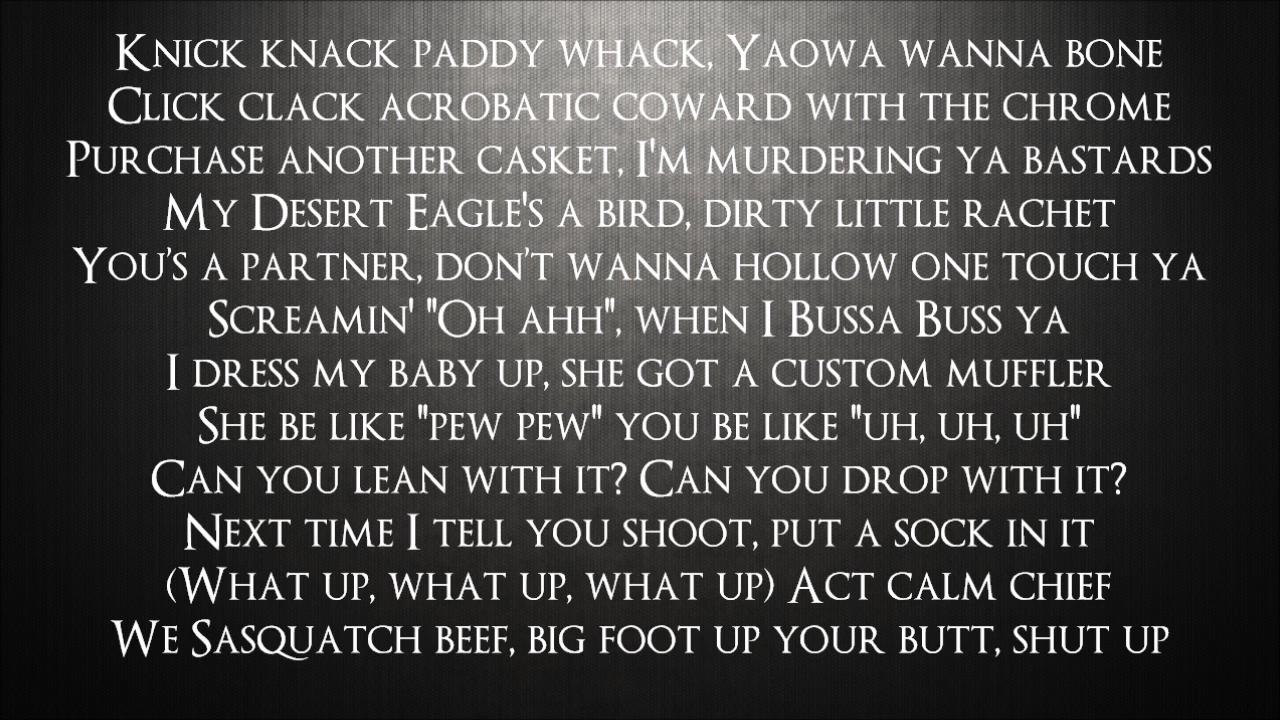 Knick knack paddy whack, Yaowa wanna bone
Click clack acrobatic coward with the chrome
Purchase another casket, I'm murdering ya bastards
My Desert Eagle's a bird, dirty little rachet
You's a partner, don't wanna hollow one touch ya
Screamin' "Oh ahh", when I Bussa Buss ya
I dress my baby up, she got a custom muffler
She be like "pew pew" you be like "uh, uh, uh"
Can you lean with it? Can you drop with it?
Next time I tell you shoot, put a sock in it
(What up, what up, what up) Act calm chief
We Sasquatch beef, big foot up your butt, shut up